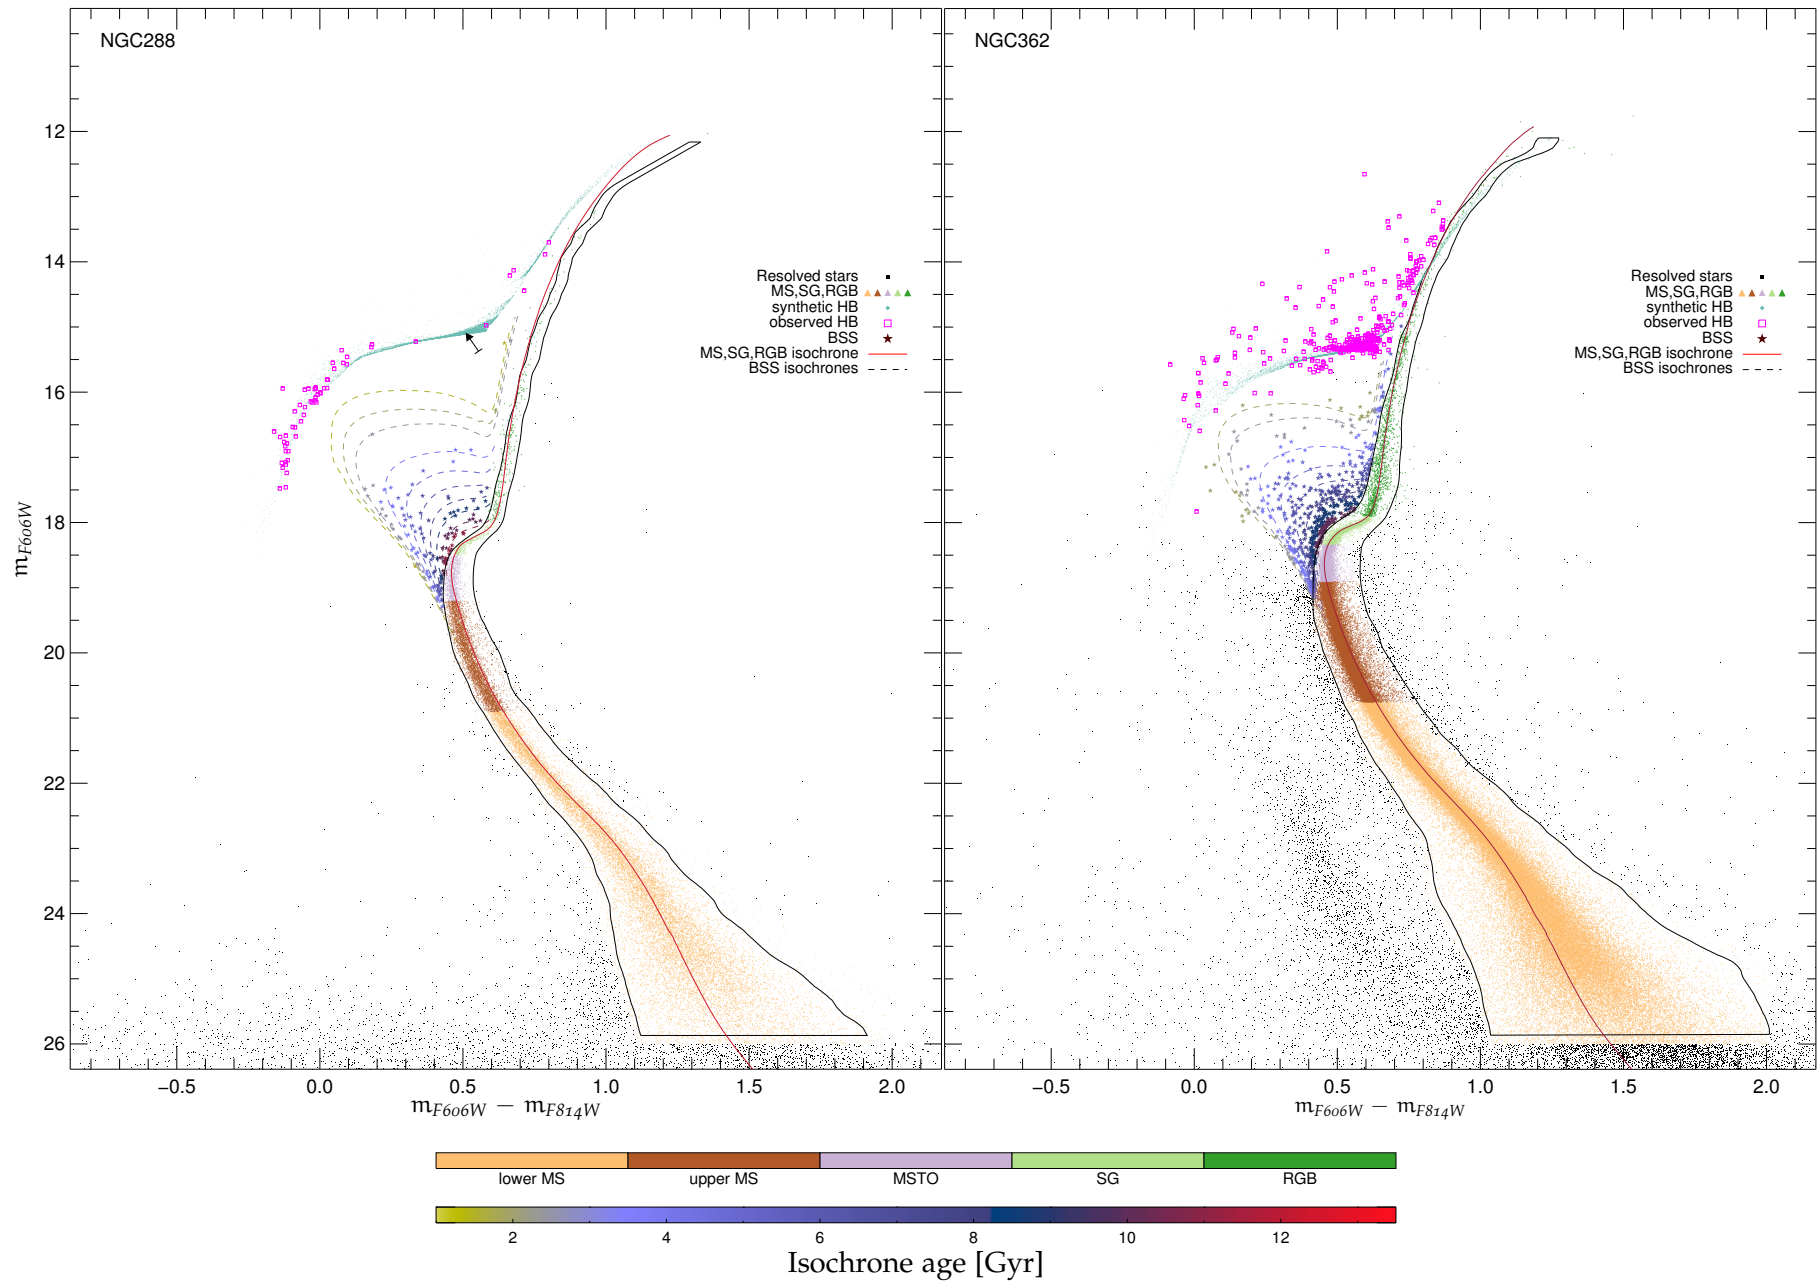 NGC288
NGC362
Resolved stars
MS,SG,RGB
synthetic HB
observed HB
BSS
MS,SG,RGB isochrone
BSS isochrones
Resolved stars
MS,SG,RGB
synthetic HB
observed HB
BSS
MS,SG,RGB isochrone
BSS isochrones
12
14
16
18
20
22
24
26
m_F606W
−0.5 0.0 0.5 1.0 1.5 2.0
−0.5 0.0 0.5 1.0 1.5 2.0
m_F606W − m_F814W
m_F606W − m_F814W
lower MS upper MS MSTO SG RGB
2 4 6 8 10 12
Isochrone age [Gyr]